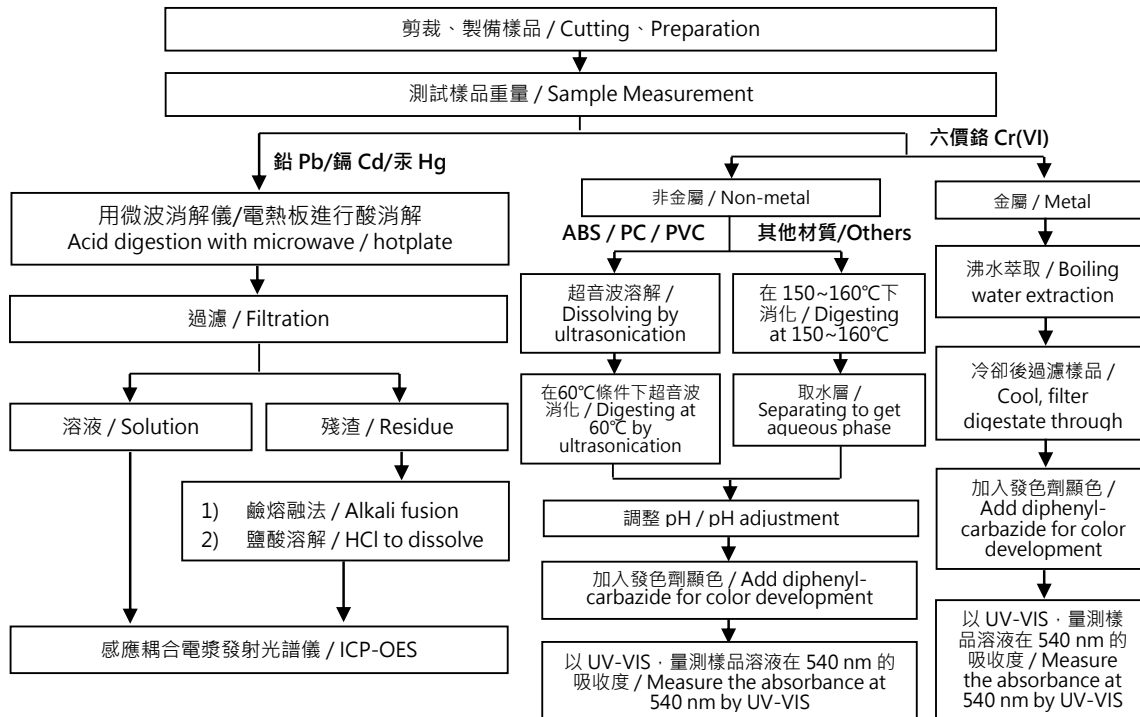 剪裁、製備樣品 / Cutting、Preparation
測試樣品重量 / Sample Measurement
鉛 Pb/鎘 Cd/汞 Hg
六價鉻 Cr(VI)
用微波消解儀/電熱板進行酸消解
Acid digestion with microwave / hotplate
過濾 / Filtration
溶液 / Solution
殘渣 / Residue
1) 鹼熔融法 / Alkali fusion
2) 鹽酸溶解 / HCl to dissolve
感應耦合電漿發射光譜儀 / ICP-OES
非金屬 / Non-metal
ABS / PC / PVC
其他材質/Others
超音波溶解 /
Dissolving by
ultrasonication
在60℃條件下超音波
消化 / Digesting at
60℃ by
ultrasonication
在 150~160℃下
消化 / Digesting
at 150~160℃
取水層 /
Separating to get
aqueous phase
調整 pH / pH adjustment
加入發色劑顯色 / Add diphenyl-
carbazide for color development
以 UV-VIS，量測樣品溶液在 540 nm 的
吸收度 / Measure the absorbance at
540 nm by UV-VIS
金屬 / Metal
沸水萃取 / Boiling
water extraction
冷卻後過濾樣品 /
Cool, filter
digestate through
加入發色劑顯色 /
Add diphenyl-
carbazide for color
development
以 UV-VIS，量測樣
品溶液在 540 nm 的
吸收度 / Measure
the absorbance at
540 nm by UV-VIS